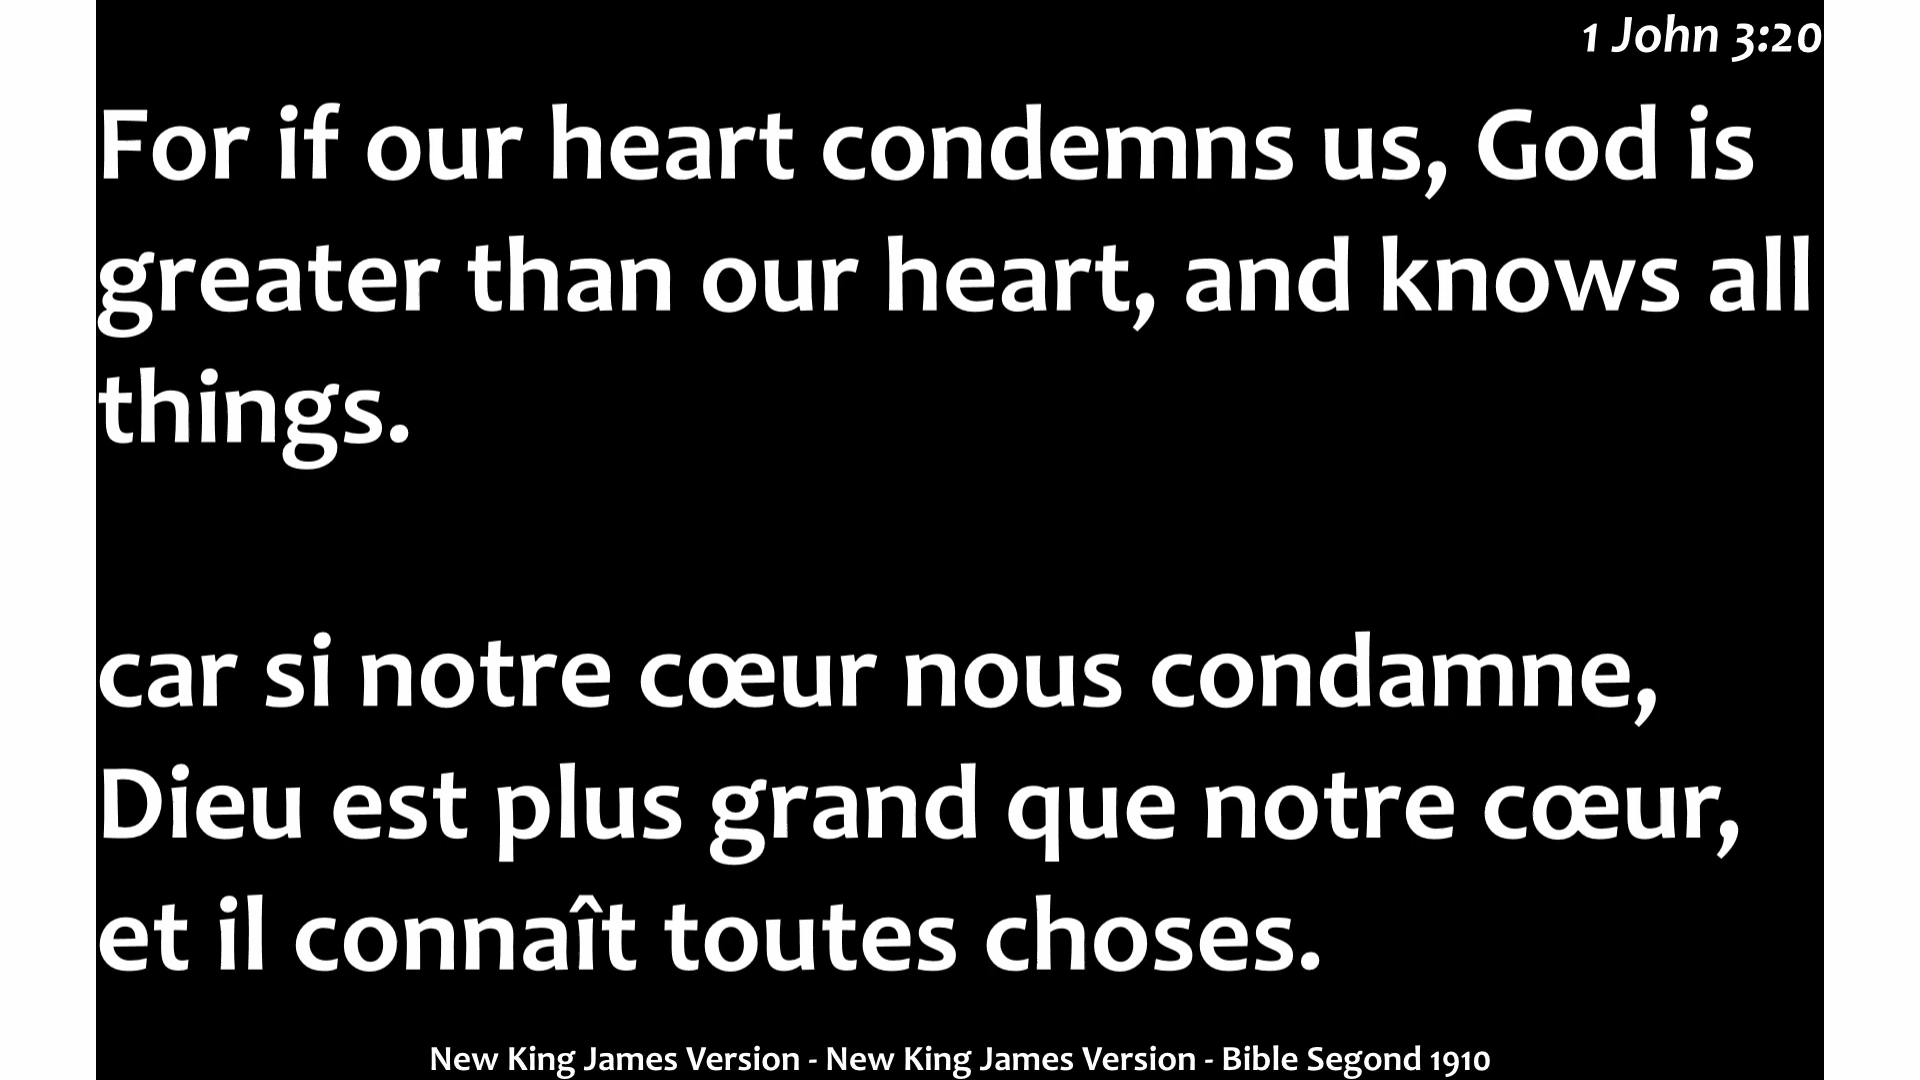 1 John 3:20
For if our heart condemns us, God is
greater than our heart, and knows all
things.
car si notre cœur nous condamne,
Dieu est plus grand que notre cœur,
et il connaît toutes choses.
New King James Version - New King James Version - Bible Segond 1910